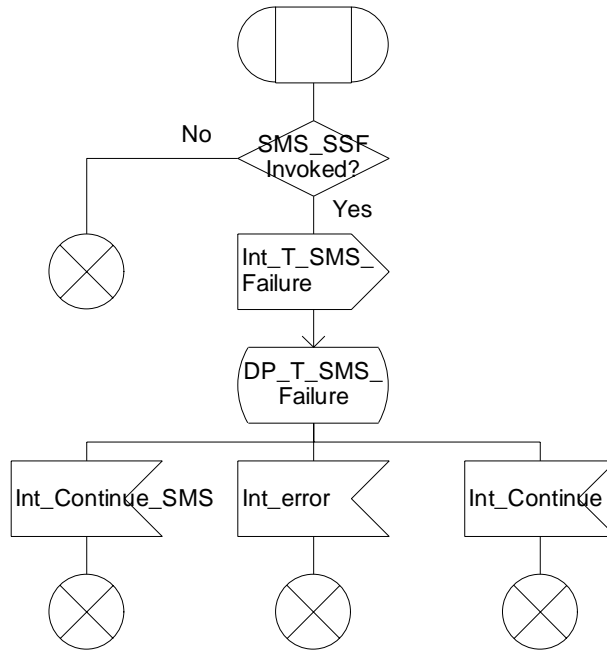 No
SMS_SSF
Invoked?
Yes
Int_T_SMS_
Failure
DP_T_SMS_
Failure
Int_Continue_SMS
Int_error
Int_Continue